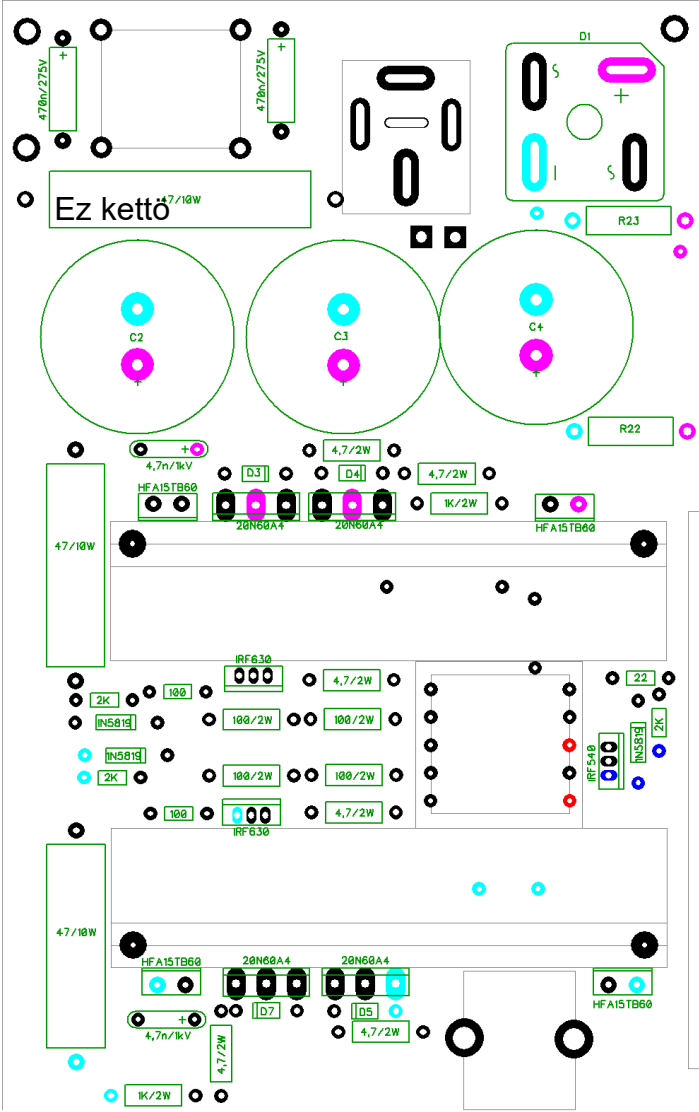 D1
470n/275V
+
470n/275V
+
S
+
I
S
47/10W
Ez kettö
R23
C2
+
C3
+
C4
+
R22
4,7n/1kV
+
4,7/2W
D3
D4
4,7/2W
HFA15TB60
20N60A4
20N60A4
1K/2W
HFA15TB60
47/10W
IRF630
100
4,7/2W
22
2K
1N5819
100/2W
100/2W
2K
1N5819
IRF540
1N5819
2K
100/2W
100/2W
100
IRF630
4,7/2W
47/10W
HFA15TB60
20N60A4
20N60A4
HFA15TB60
4,7n/1kV
+
D7
D5
4,7/2W
4,7/2W
1K/2W